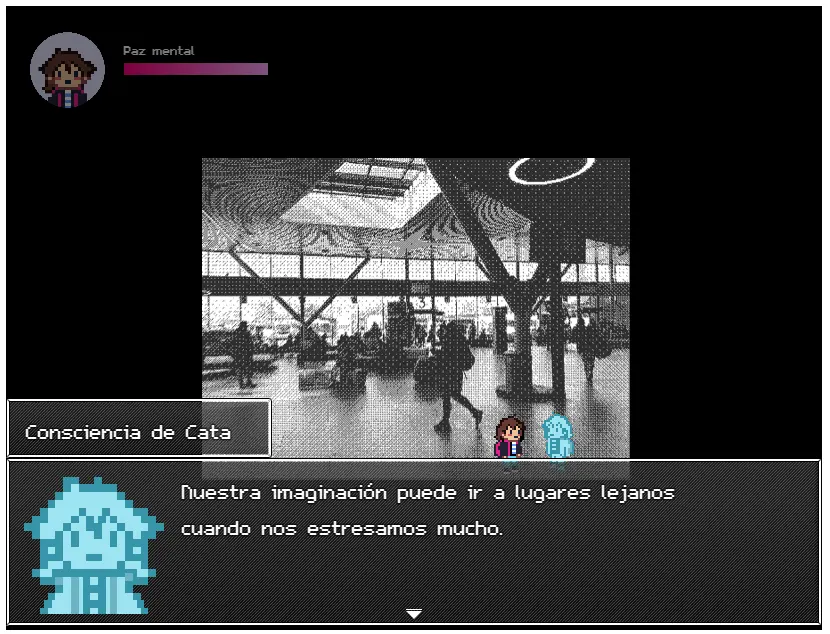 Paz mental
Consciencia de Cata
Nuestra imaginación puede ir a lugares lejanos
cuando nos estresamos mucho.